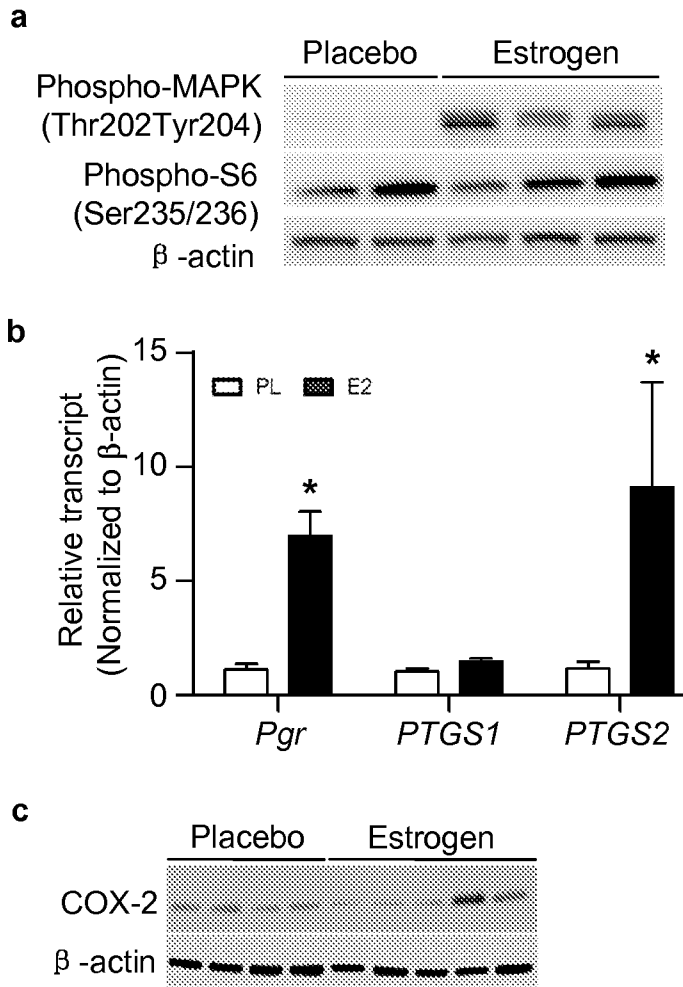 a
Placebo Estrogen
Phospho-MAPK
(Thr202Tyr204)
Phospho-S6
(Ser235/236)
β -actin
b
Relative transcript
(Normalized to β-actin)
15
10
5
0
PL E2
*
*
Pgr PTGS1 PTGS2
c
Placebo Estrogen
COX-2
β -actin